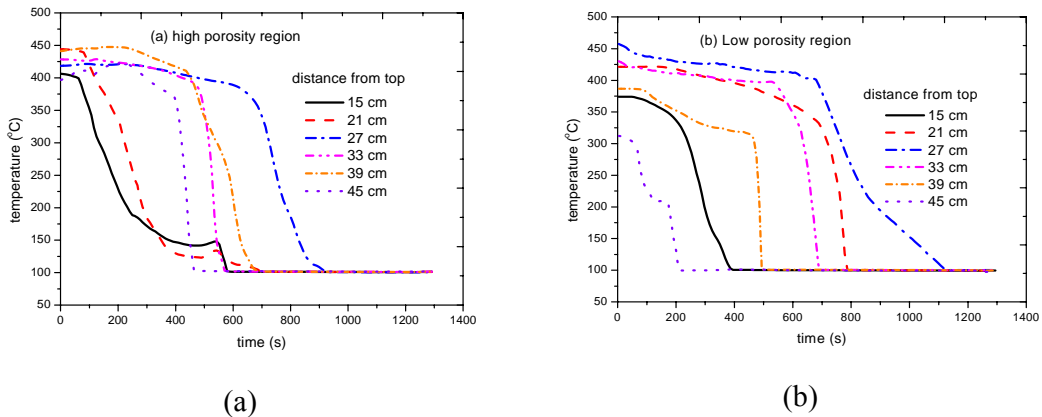 (a) high porosity region
distance from top
15 cm
21 cm
27 cm
33 cm
39 cm
45 cm
temperature (⁰C)
500
450
400
350
300
250
200
150
100
50
0 200 400 600 800 1000 1200 1400
time (s)
(a)
(b) Low porosity region
distance from top
15 cm
21 cm
27 cm
33 cm
39 cm
45 cm
temperature (⁰C)
500
450
400
350
300
250
200
150
100
50
0 200 400 600 800 1000 1200 1400
time (s)
(b)